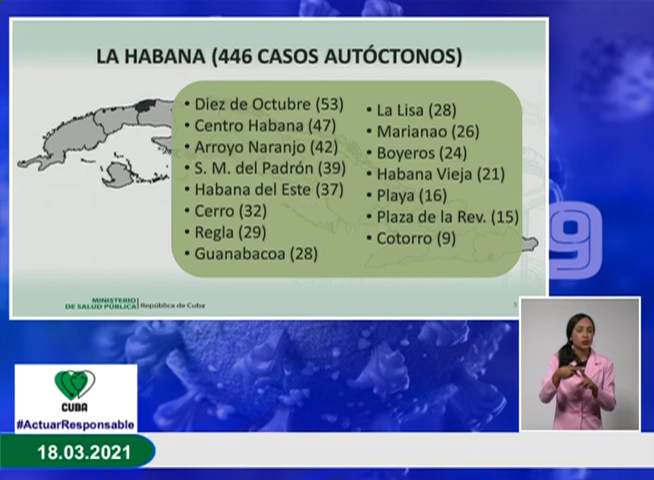 LA HABANA (446 CASOS AUTÓCTONOS)
• Diez de Octubre (53)
• Centro Habana (47)
• Arroyo Naranjo (42)
• S. M. del Padrón (39)
• Habana del Este (37)
• Cerro (32)
• Regla (29)
• Guanabacoa (28)
• La Lisa (28)
• Marianao (26)
• Boyeros (24)
• Habana Vieja (21)
• Playa (16)
• Plaza de la Rev. (15)
• Cotorro (9)
MINISTERIO
DE SALUD PÚBLICA República de Cuba
9
CUBA
#ActuarResponsable
18.03.2021